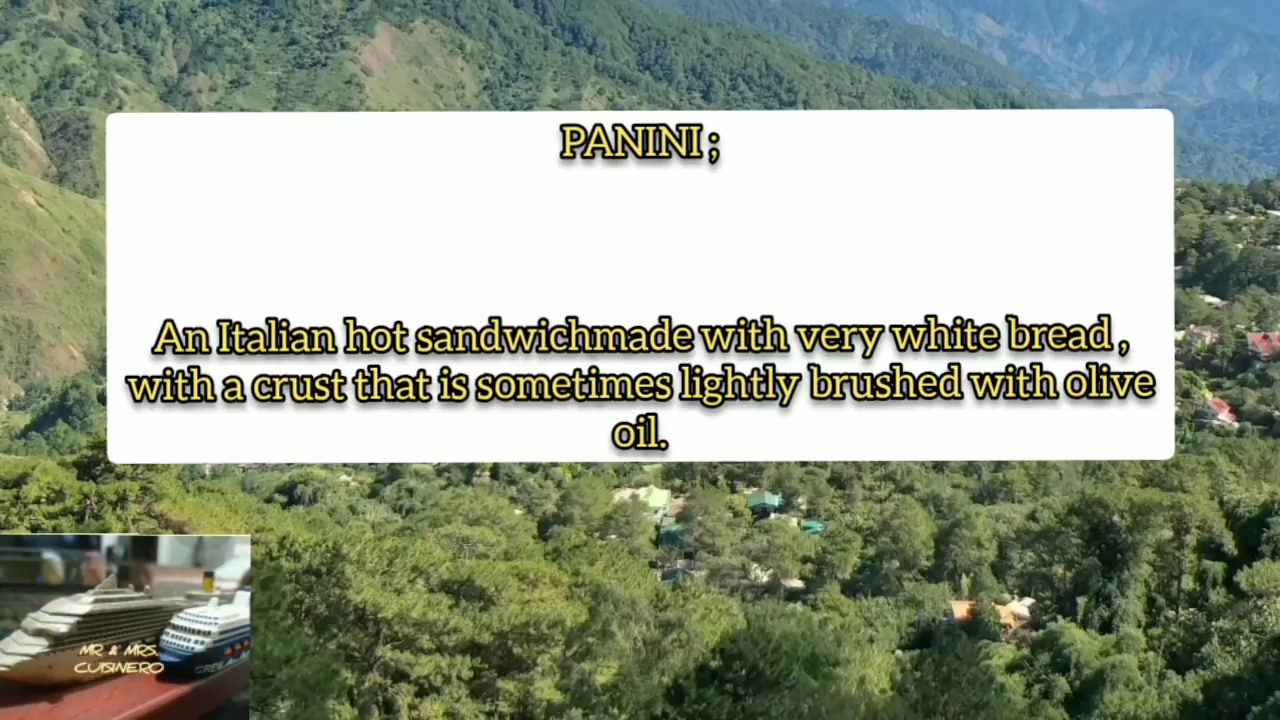 PANINI ;
An Italian hot sandwichmade with very white bread ,
with a crust that is sometimes lightly brushed with olive
oil.
MR & MRS.
CUISINERO